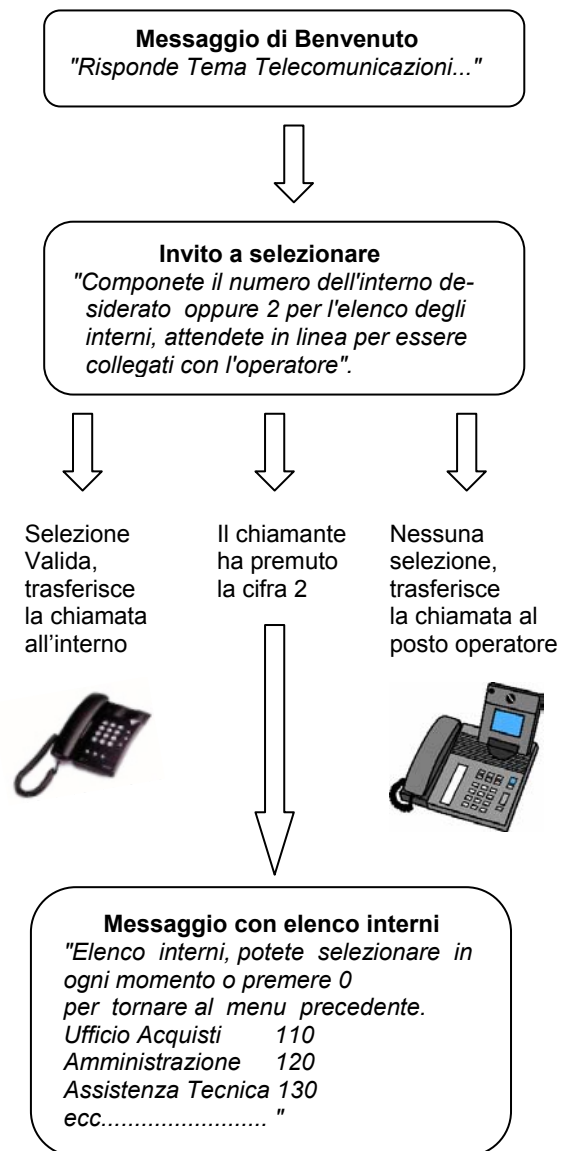 Messaggio di Benvenuto
"Risponde Tema Telecomunicazioni..."
Invito a selezionare
"Componete il numero dell'interno de-
siderato oppure 2 per l'elenco degli
interni, attendete in linea per essere
collegati con l'operatore".
Selezione
Valida,
trasferisce
la chiamata
all'interno
Il chiamante
ha premuto
la cifra 2
Nessuna
selezione,
trasferisce
la chiamata al
posto operatore
Messaggio con elenco interni
"Elenco interni, potete selezionare in
ogni momento o premere 0
per tornare al menu precedente.
Ufficio Acquisti 110
Amministrazione 120
Assistenza Tecnica 130
ecc......................... "